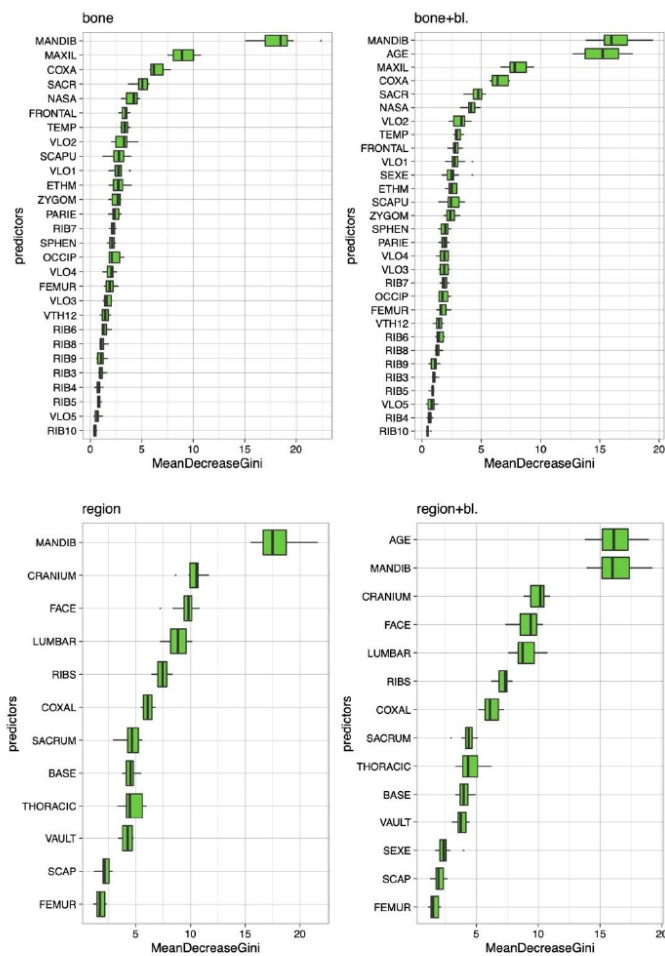 bone
MANDIB
MAXIL
COXA
SACR
NASA
FRONTAL
TEMP
VLO2
SCAPU
VLO1
ETHM
ZYGOM
PARIE
RIB7
SPHEN
OCCIP
VLO4
FEMUR
VLO3
VTH12
RIB6
RIB8
RIB9
RIB3
RIB4
RIB5
VLO5
RIB10
predictors
0 5 10 15 20
MeanDecreaseGini
bone+bl.
MANDIB
AGE
MAXIL
COXA
SACR
NASA
VLO2
TEMP
FRONTAL
VLO1
SEXE
ETHM
SCAPU
ZYGOM
SPHEN
PARIE
VLO4
VLO3
RIB7
OCCIP
FEMUR
VTH12
RIB6
RIB8
RIB9
RIB3
RIB5
VLO5
RIB4
RIB10
predictors
0 5 10 15 20
MeanDecreaseGini
region
MANDIB
CRANIUM
FACE
LUMBAR
RIBS
COXAL
SACRUM
BASE
THORACIC
VAULT
SCAP
FEMUR
predictors
5 10 15 20
MeanDecreaseGini
region+bl.
AGE
MANDIB
CRANIUM
FACE
LUMBAR
RIBS
COXAL
SACRUM
THORACIC
BASE
VAULT
SEXE
SCAP
FEMUR
predictors
5 10 15 20
MeanDecreaseGini